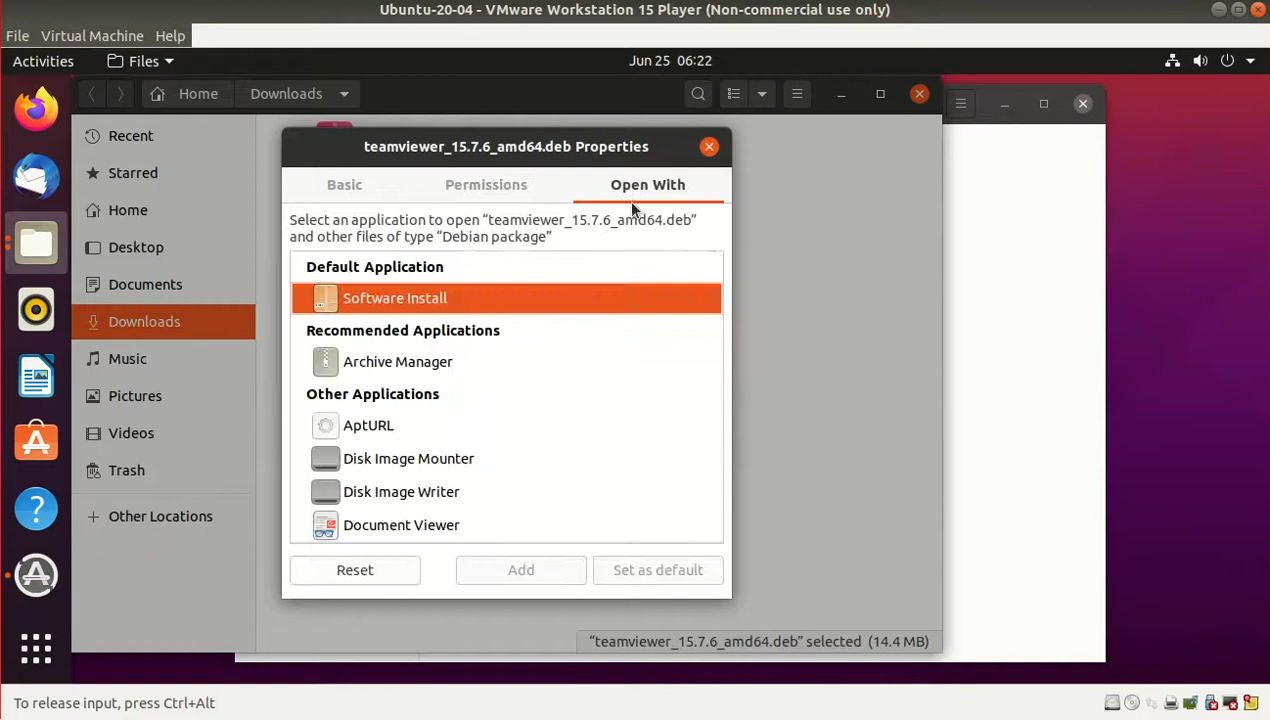 Ubuntu-20-04 - VMware Workstation 15 Player (Non-commercial use only)
File Virtual Machine Help
Activities Files Jun 25 06:22
Home Downloads
teamviewer_15.7.6_amd64.deb Properties
Basic Permissions Open With
Select an application to open “teamviewer_15.7.6_amd64.deb”
and other files of type “Debian package”
Default Application
Software Install
Recommended Applications
Archive Manager
Other Applications
AptURL
Disk Image Mounter
Disk Image Writer
Document Viewer
Reset Add Set as default
Recent
Starred
Home
Desktop
Documents
Downloads
Music
Pictures
Videos
Trash
Other Locations
“teamviewer_15.7.6_amd64.deb” selected (14.4 MB)
To release input, press Ctrl+Alt